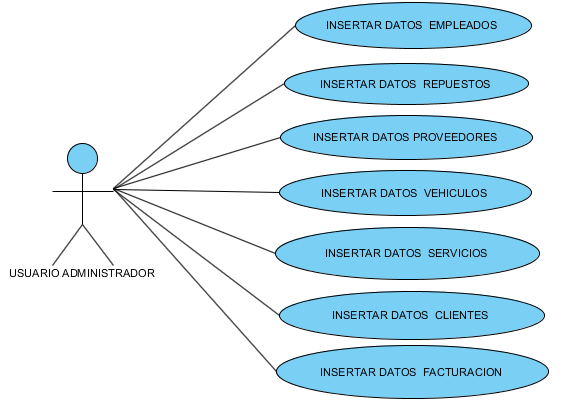 INSERTAR DATOS EMPLEADOS
INSERTAR DATOS REPUESTOS
INSERTAR DATOS PROVEEDORES
INSERTAR DATOS VEHICULOS
INSERTAR DATOS SERVICIOS
USUARIO ADMINISTRADOR
INSERTAR DATOS CLIENTES
INSERTAR DATOS FACTURACION